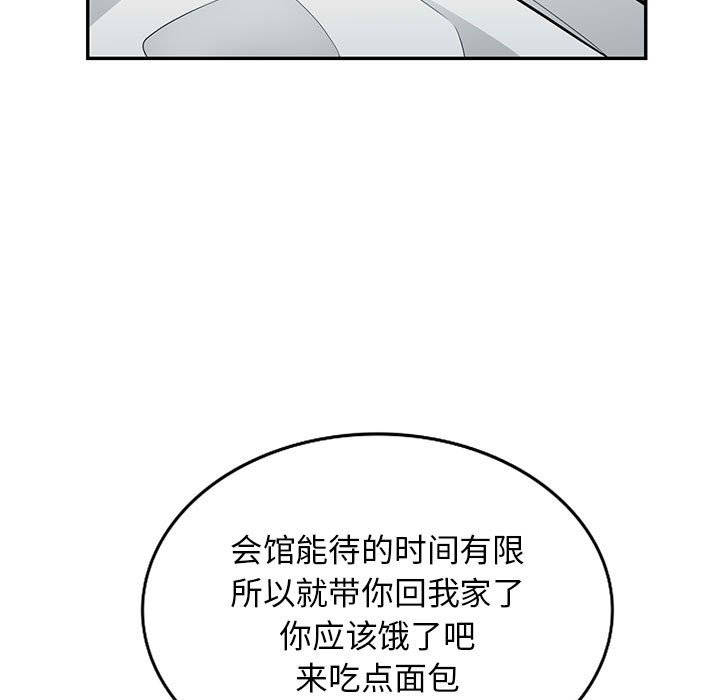 会馆能待的时间有限
所以就带你回我家了
你应该饿了吧
来吃点面包